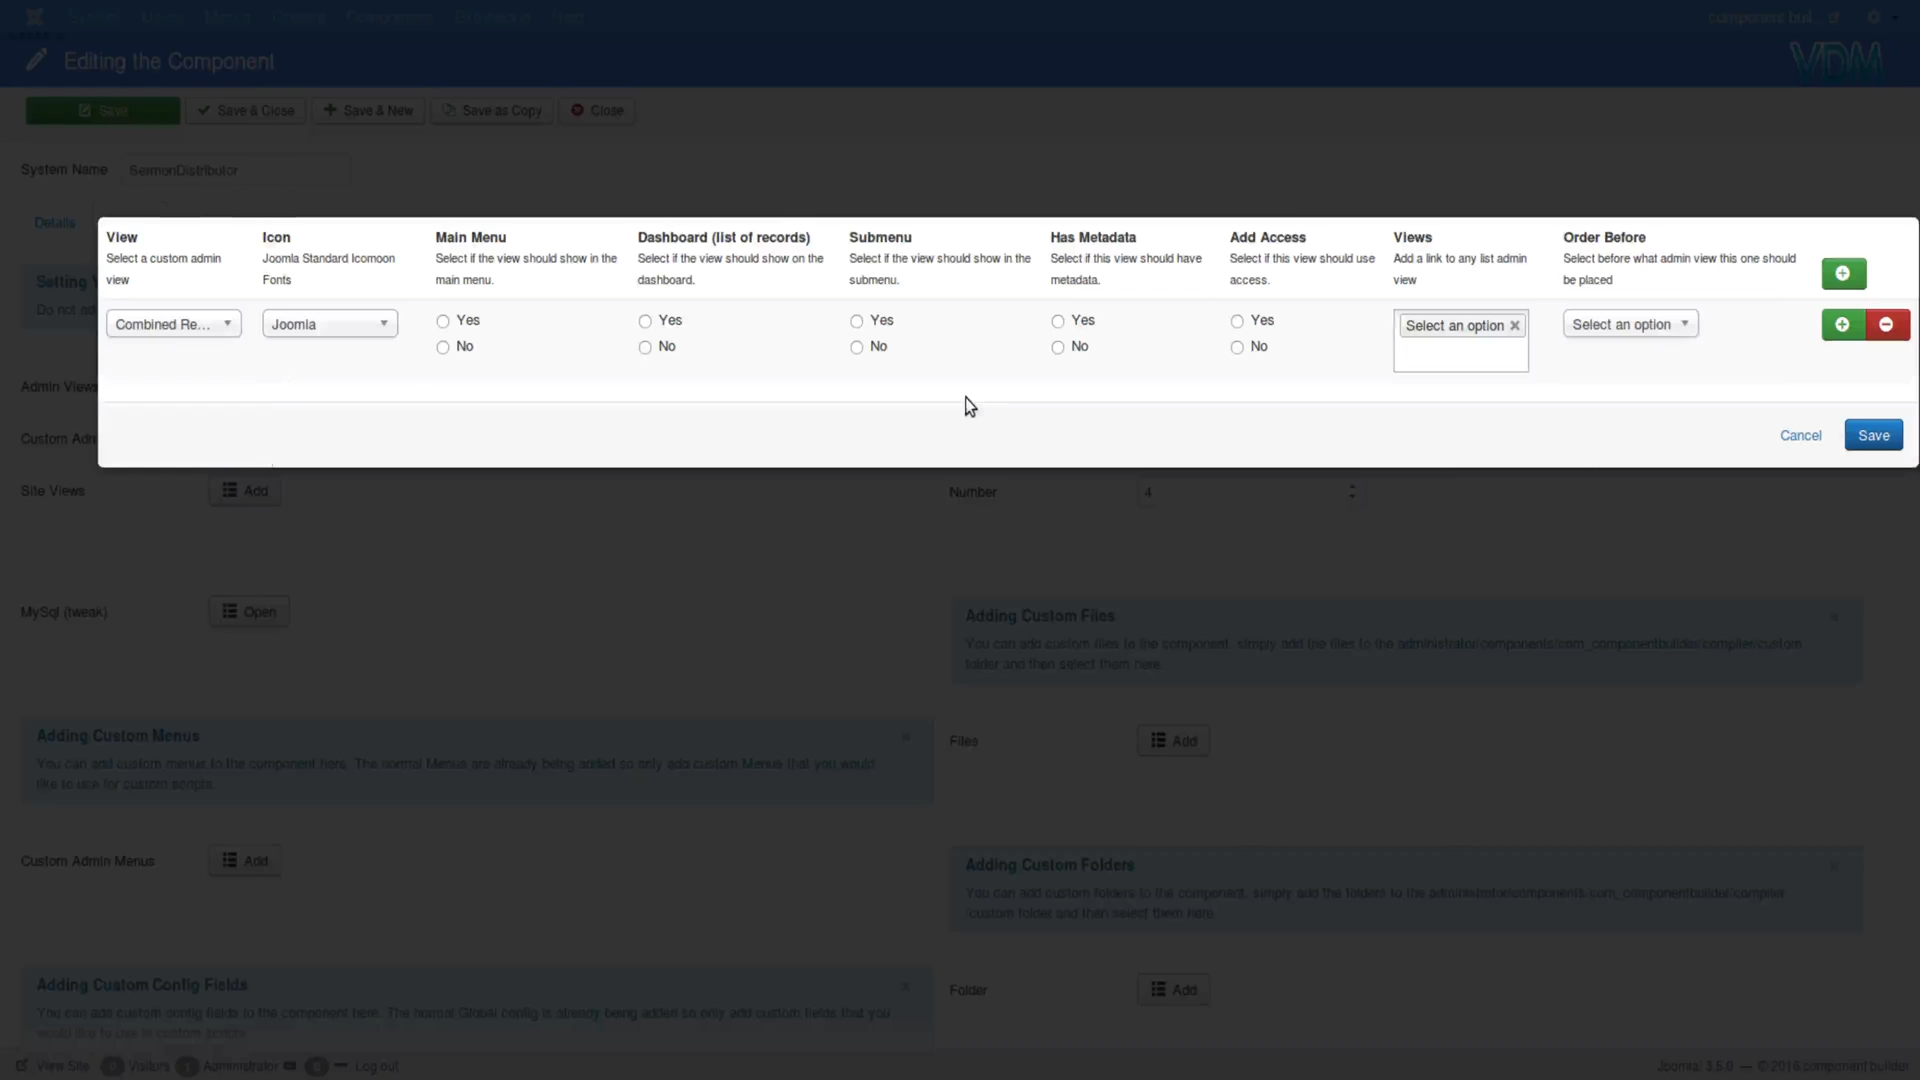 System Users Menus Content Components Extensions Help
component buil...
Editing the Component
VDM
Save Save & Close Save & New Save as Copy Close
System Name SermonDistributor
Details
View Icon Main Menu Dashboard (list of records) Submenu Has Metadata Add Access Views Order Before
Select a custom admin Joomla Standard Icomoon Select if the view should show in the Select if the view should show on the Select if the view should show in the Select if this view should have Select if this view should use Add a link to any list admin Select before what admin view this one should
view Fonts main menu. dashboard. submenu. metadata. access. view be placed
Setting
Do not ad
Combined Re... Joomla Yes Yes Yes Yes Yes Select an option Select an option
No No No No No
Admin Views
Custom Adm
Cancel Save
Site Views Add Number 4
MySql (tweak) Open
Adding Custom Files
You can add custom files to the component, simply add the files to the administrator/components/com_componentbuilder/compiler/custom
folder and then select them here.
Adding Custom Menus
You can add custom menus to the component here. The normal Menus are already being added so only add custom Menus that you would
like to use for custom scripts.
Files Add
Custom Admin Menus Add
Adding Custom Folders
You can add custom folders to the component, simply add the folders to the administrator/components/com_componentbuilder/compiler
/custom folder and then select them here.
Adding Custom Config Fields
You can add custom config fields to the component here. The normal Global config is already being added so only add custom fields that you
would like to use in custom scripts.
Folder Add
View Site 0 Visitors 1 Administrator 0 Log out
Joomla! 3.5.0 — © 2016 component builder